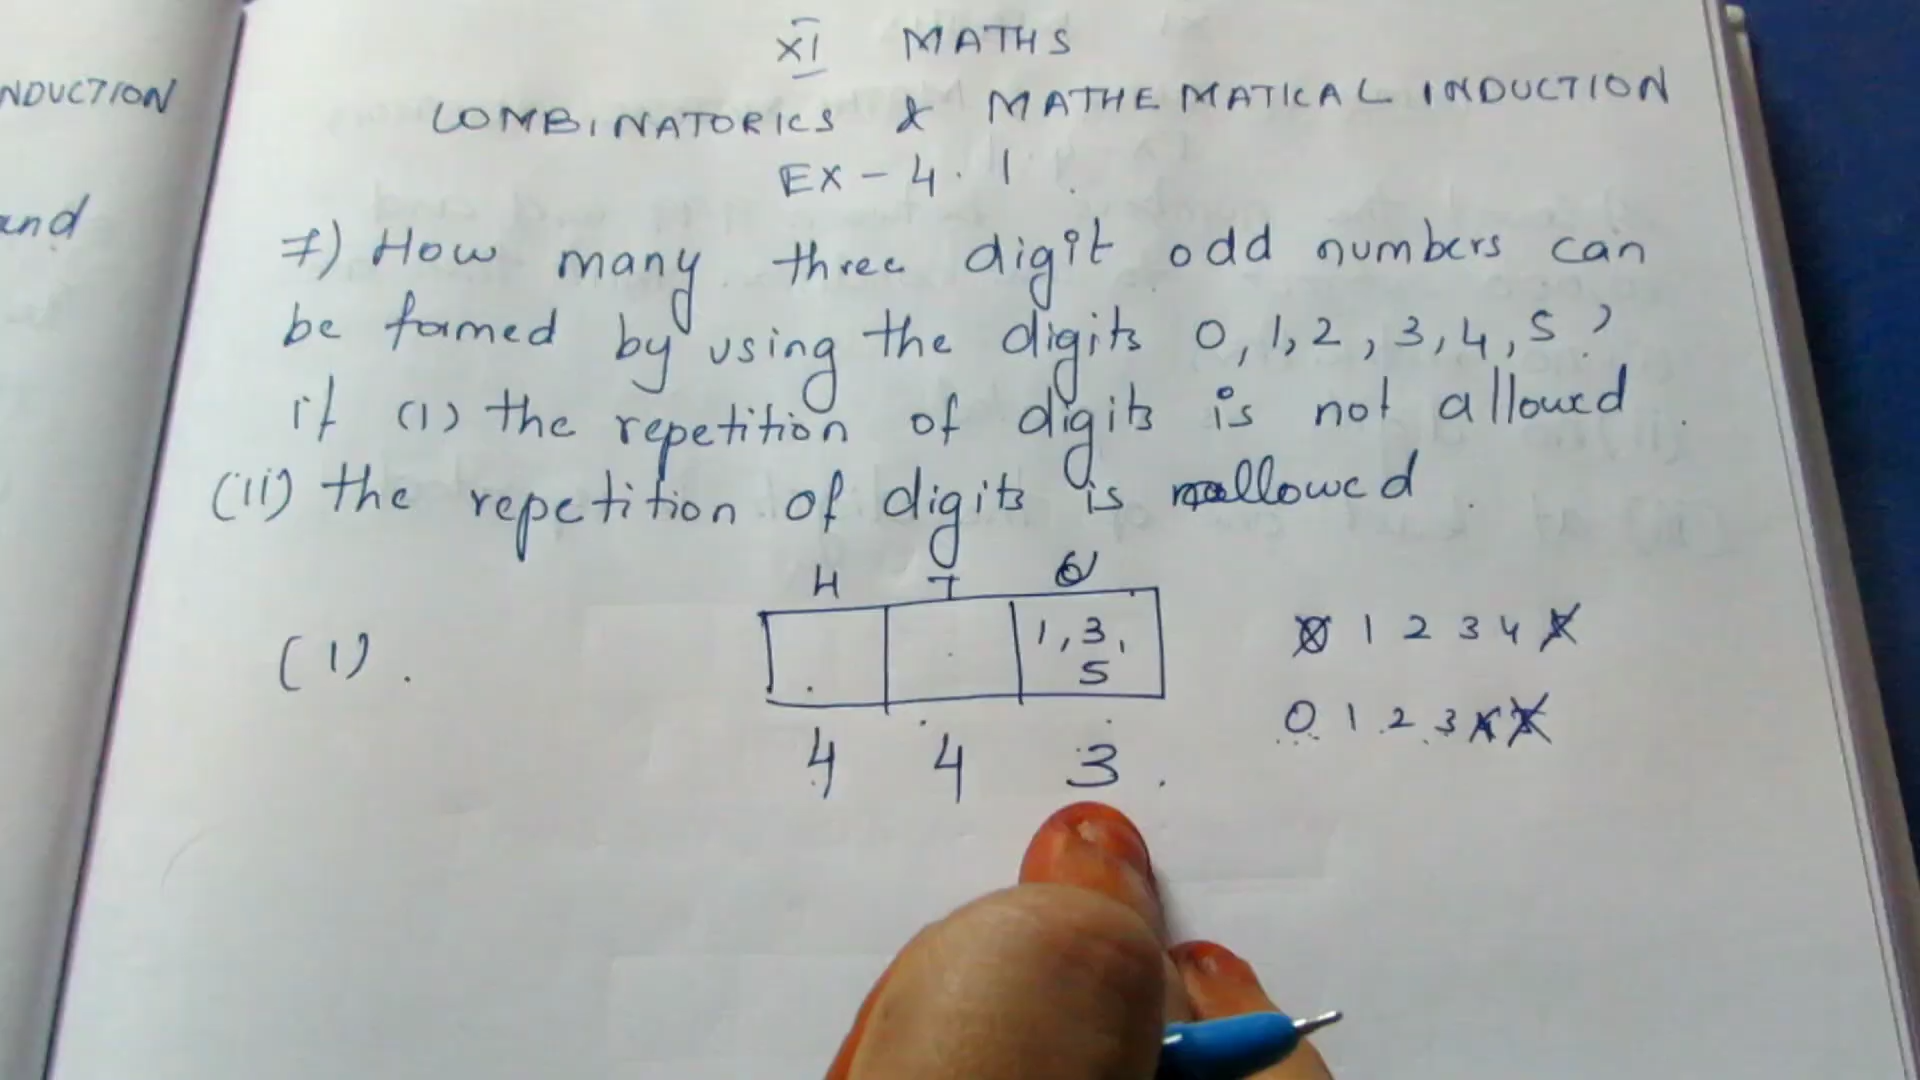 NDUCTION
and
XI MATHS
COMBINATORICS & MATHEMATICAL INDUCTION
EX - 4.1
7) How many three digit odd numbers can
be formed by using the digits 0, 1, 2, 3, 4, 5?
if (1) the repetition of digits is not allowed.
(ii) the repetition of digits is allowed.
H T O
(1). 1, 3, 0 1 2 3 4 5
5
0 1 2 3 4 5
4 4 3